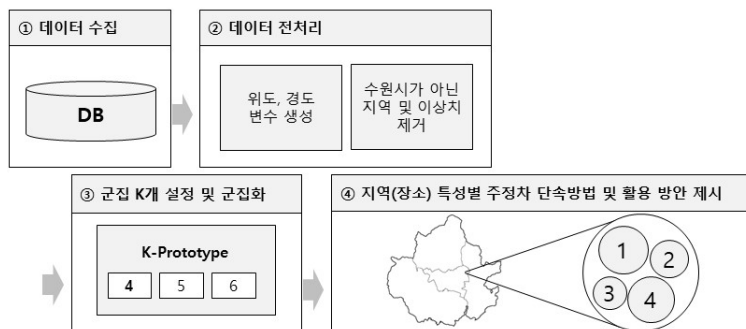 ① 데이터 수집
② 데이터 전처리
DB
위도, 경도
변수 생성
수원시가 아닌
지역 및 이상치
제거
③ 군집 K개 설정 및 군집화
④ 지역(장소) 특성별 주정차 단속방법 및 활용 방안 제시
K-Prototype
4
5
6
1
2
3
4